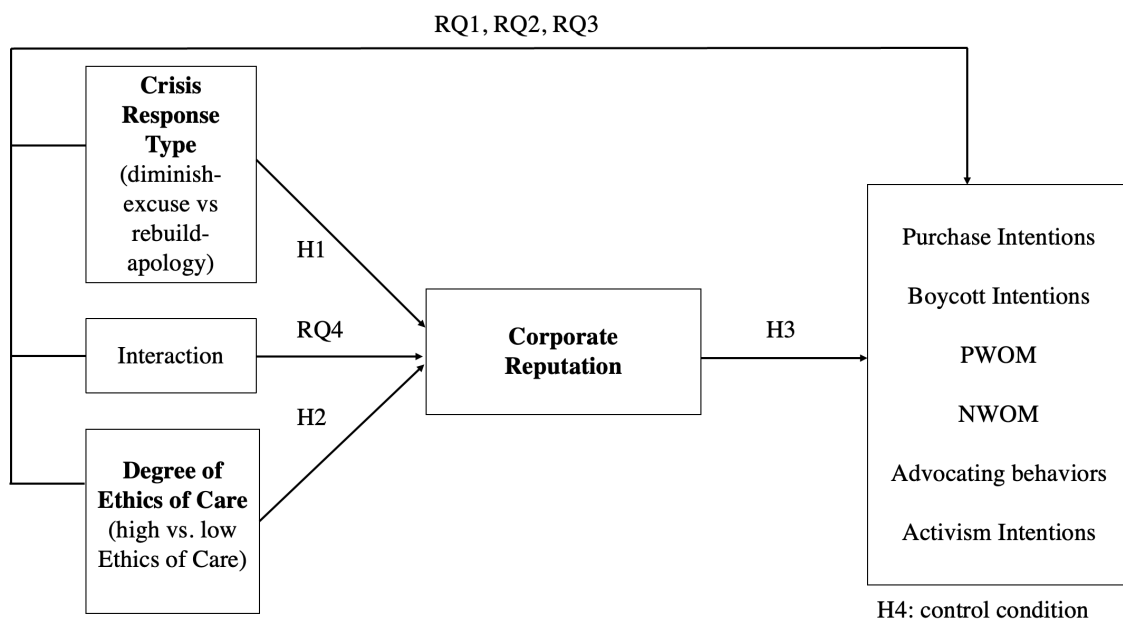 RQ1, RQ2, RQ3
Crisis
Response
Type
(diminish-
excuse vs
rebuild-
apology)
H1
Interaction
RQ4
H2
Degree of
Ethics of Care
(high vs. low
Ethics of Care)
Corporate
Reputation
H3
Purchase Intentions
Boycott Intentions
PWOM
NWOM
Advocating behaviors
Activism Intentions
H4: control condition